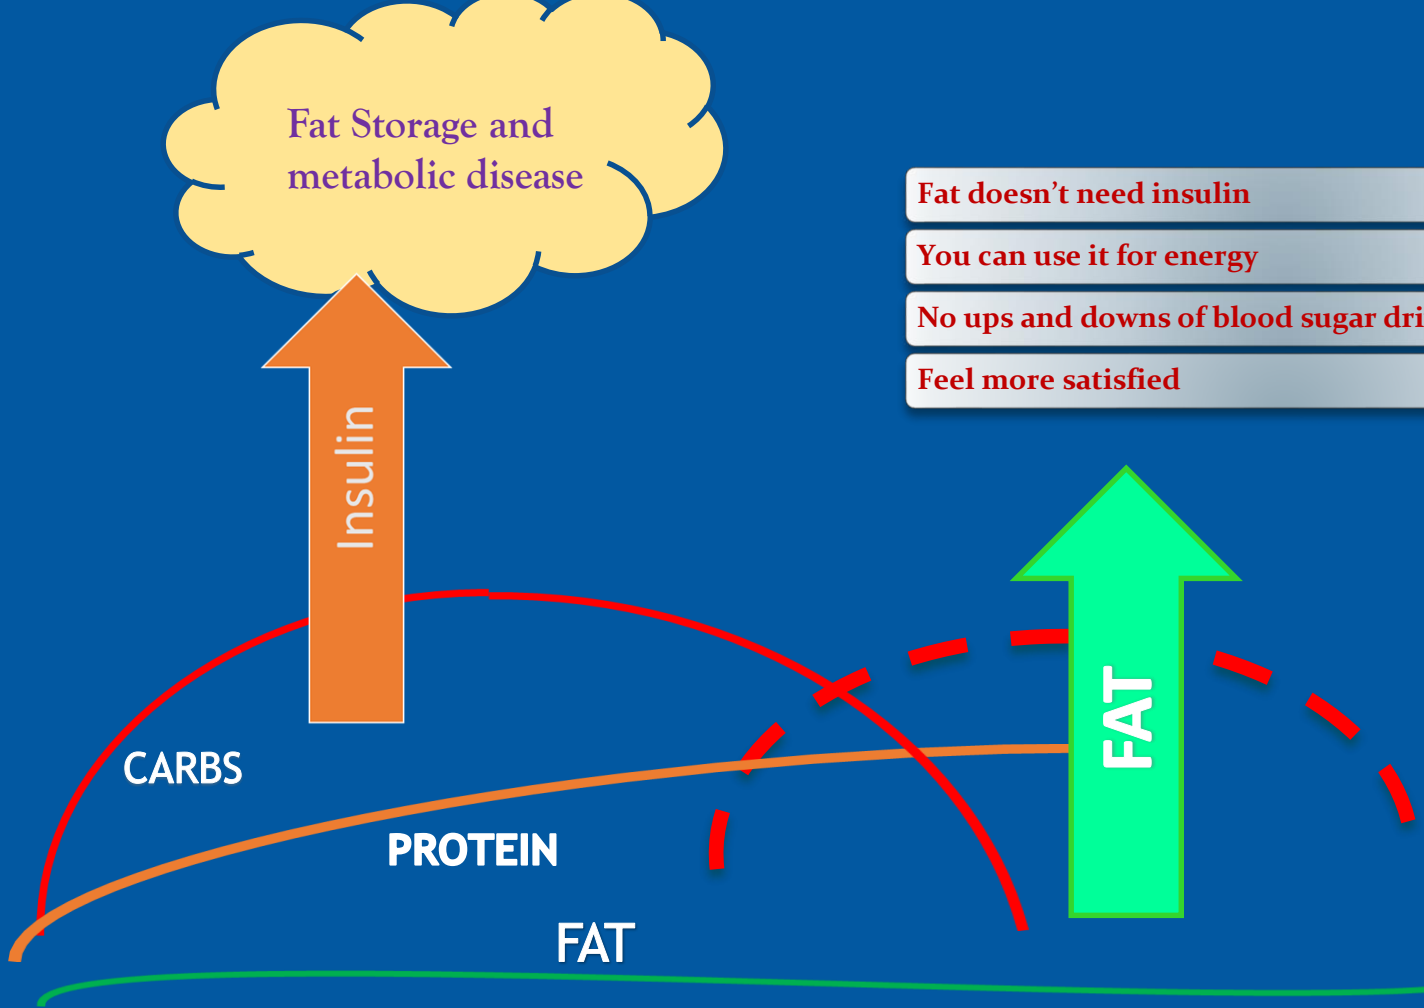 Fat Storage and
metabolic disease
Fat doesn’t need insulin
You can use it for energy
No ups and downs of blood sugar
Feel more satisfied
Insulin
FAT
CARBS
PROTEIN
FAT